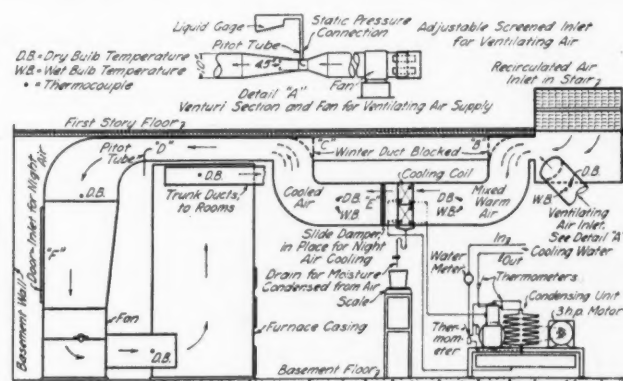 Liquid Gage
Static Pressure
Connection
Pitot Tube
Adjustable Screened Inlet
for Ventilating Air
D.B.= Dry Bulb Temperature
W.B.= Wet Bulb Temperature
• = Thermocouple
10"
4.5"
Fan
Recirculated Air
Inlet in Stair
Detail "A"
Venturi Section and Fan for Ventilating Air Supply
First Story Floor
Pitot
Tube
"D"
"C"
Winter Duct Blocked
"B"
Cooling Coil
D.B.
D.B.
Trunk Ducts
to Rooms
Cooled
Air
D.B.
W.B.
"E"
D.B.
W.B.
Mixed
Warm
Air
D.B.
W.B.
Ventilating
Air Inlet,
See Detail "A"
Door-Inlet for Night Air
"F"
Slide Damper,
in Place for Night
Air Cooling
Drain for Moisture
Condensed from Air
Scale
In
Out
Cooling Water
Water
Meter
Thermometers
Condensing Unit
3 h.p. Motor
Thermometer
Basement Wall
Fan
D.B.
Furnace Casing
Basement Floor